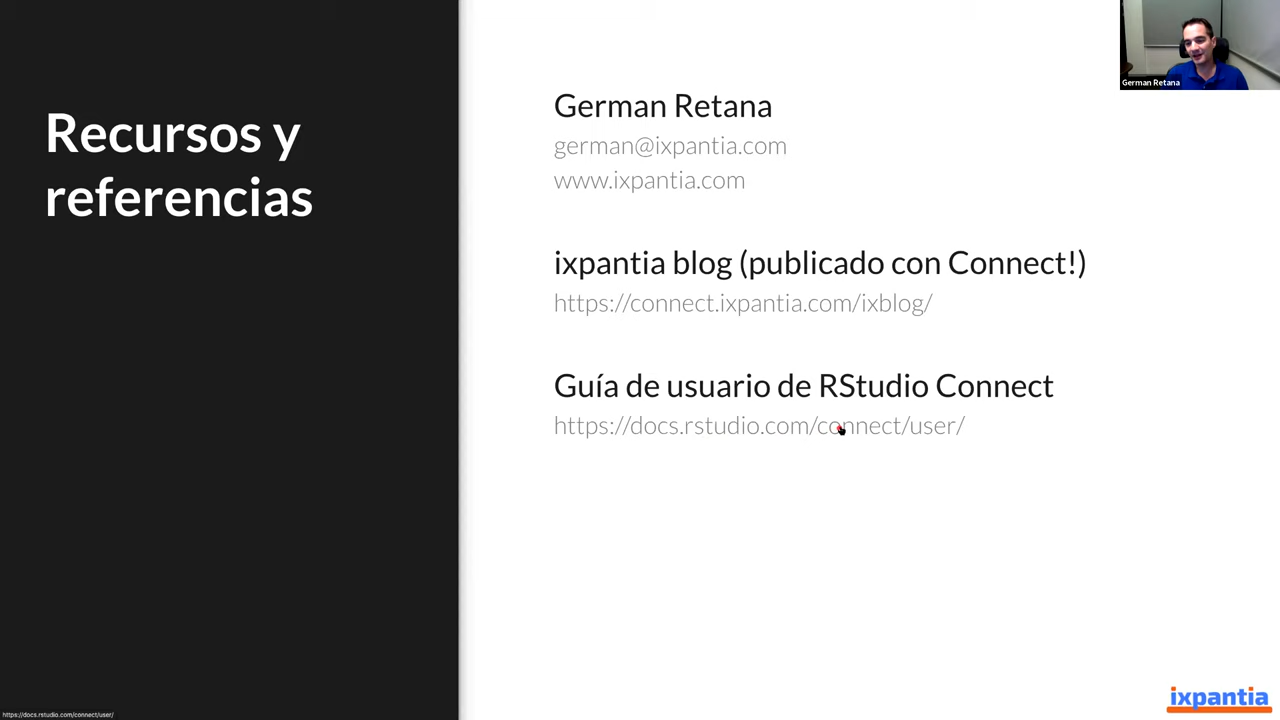 Recursos y
referencias
German Retana
german@ixpantia.com
www.ixpantia.com
ixpantia blog (publicado con Connect!)
https://connect.ixpantia.com/ixblog/
Guía de usuario de RStudio Connect
https://docs.rstudio.com/connect/user/
German Retana
ixpantia
https://docs.rstudio.com/connect/user/